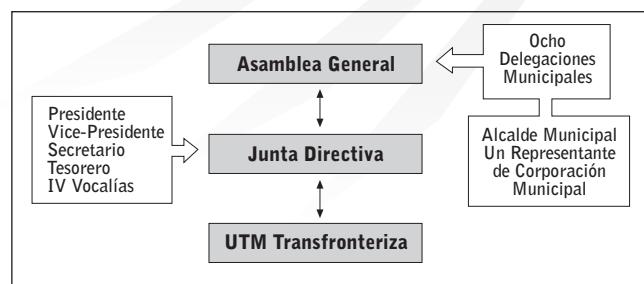 Asamblea General
Ocho
Delegaciones
Municipales
Presidente
Vice-Presidente
Secretario
Tesorero
IV Vocalías
Junta Directiva
Alcalde Municipal
Un Representante
de Corporación
Municipal
UTM Transfronteriza